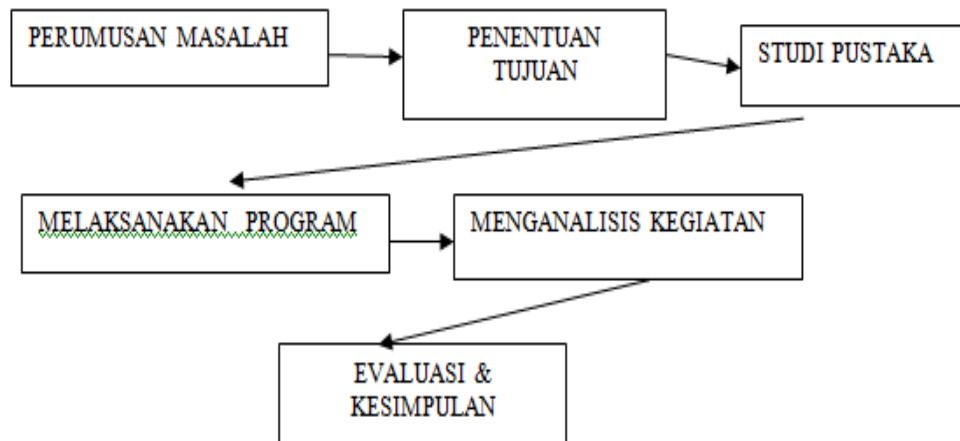 PERUMUSAN MASALAH
PENENTUAN
TUJUAN
STUDI PUSTAKA
MELAKSANAKAN PROGRAM
MENGANALISIS KEGIATAN
EVALUASI &
KESIMPULAN